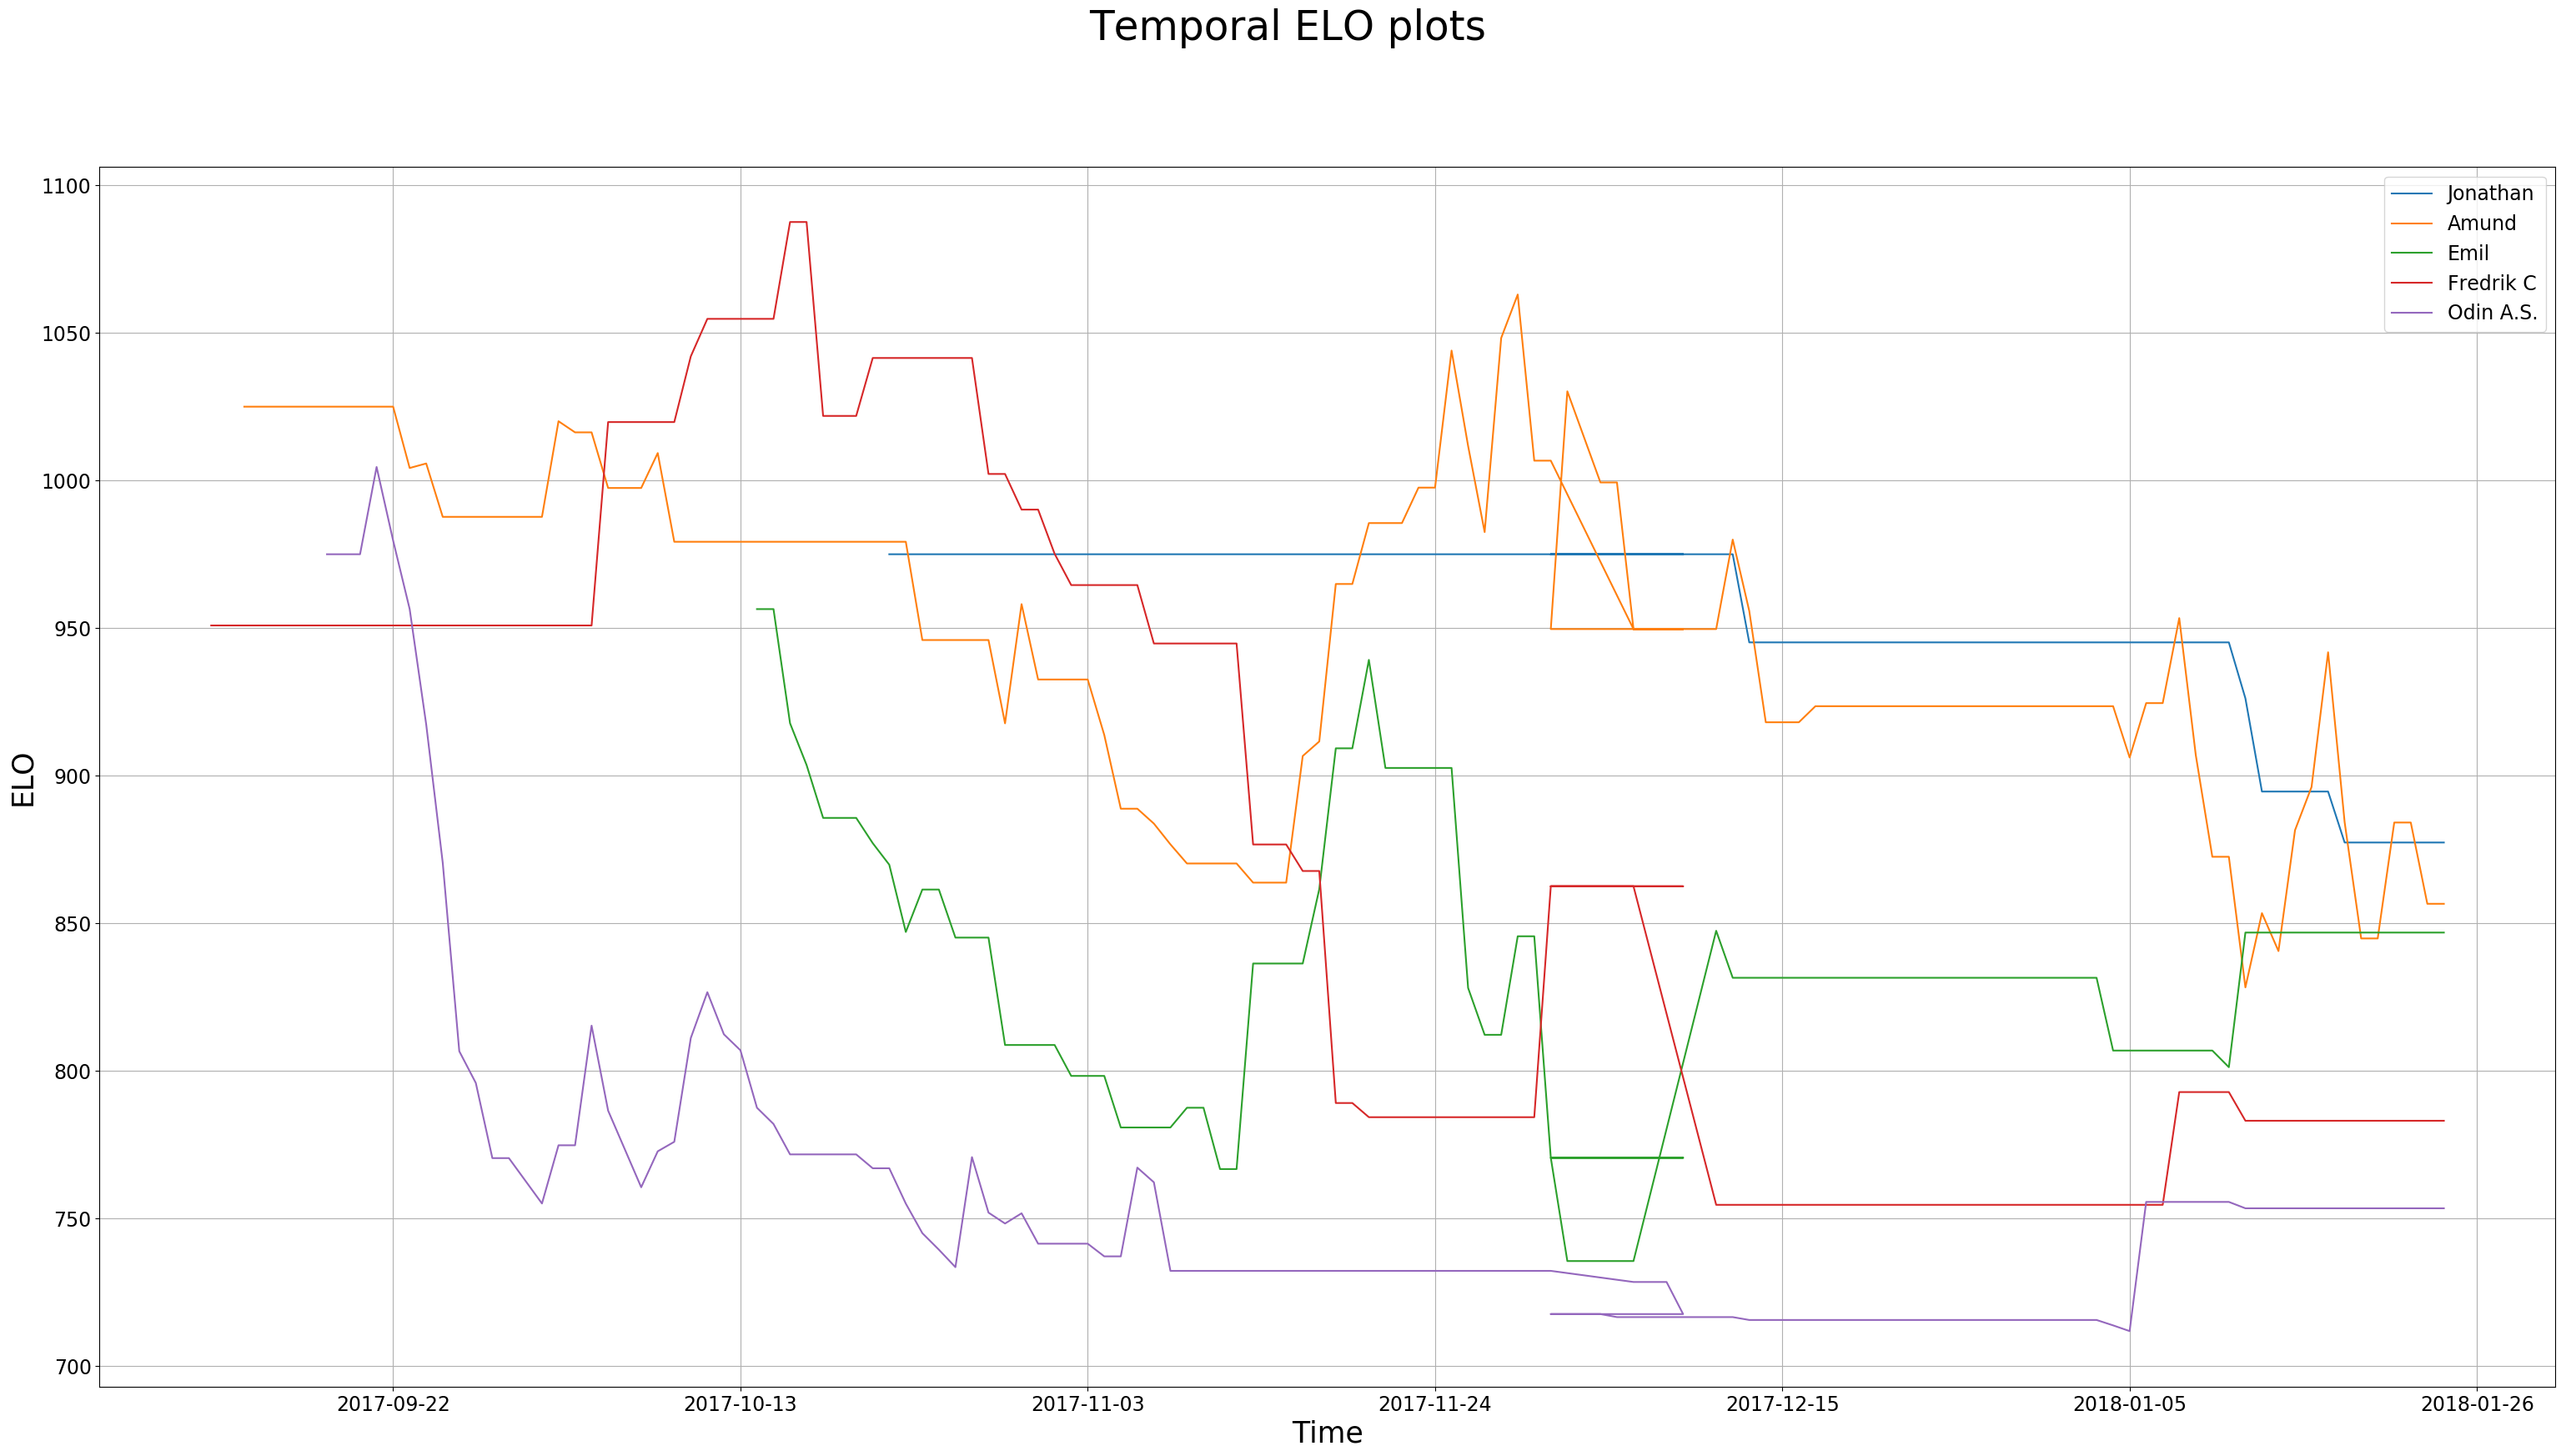 Temporal ELO plots
Jonathan
Amund
Emil
Fredrik C
Odin A.S.
ELO
1100
1050
1000
950
900
850
800
750
700
2017-09-22 2017-10-13 2017-11-03 2017-11-24 2017-12-15 2018-01-05 2018-01-26
Time